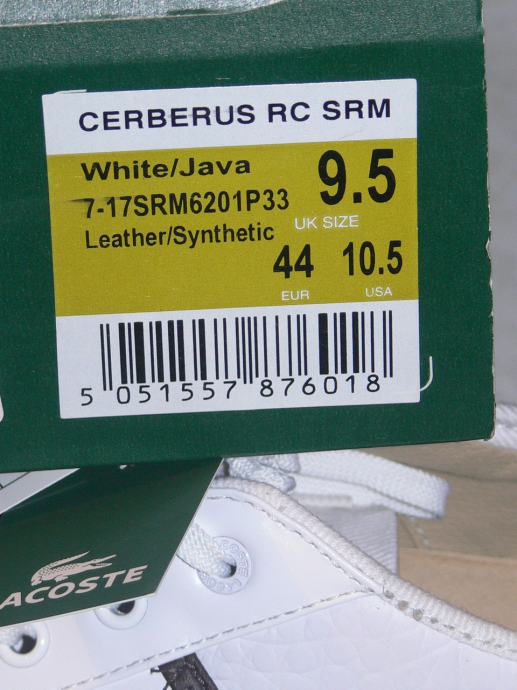 CERBERUS RC SRM
White/Java
9.5
7-17SRM6201P33
UK SIZE
Leather/Synthetic
44 10.5
EUR USA
5 051557 876018
LACOSTE